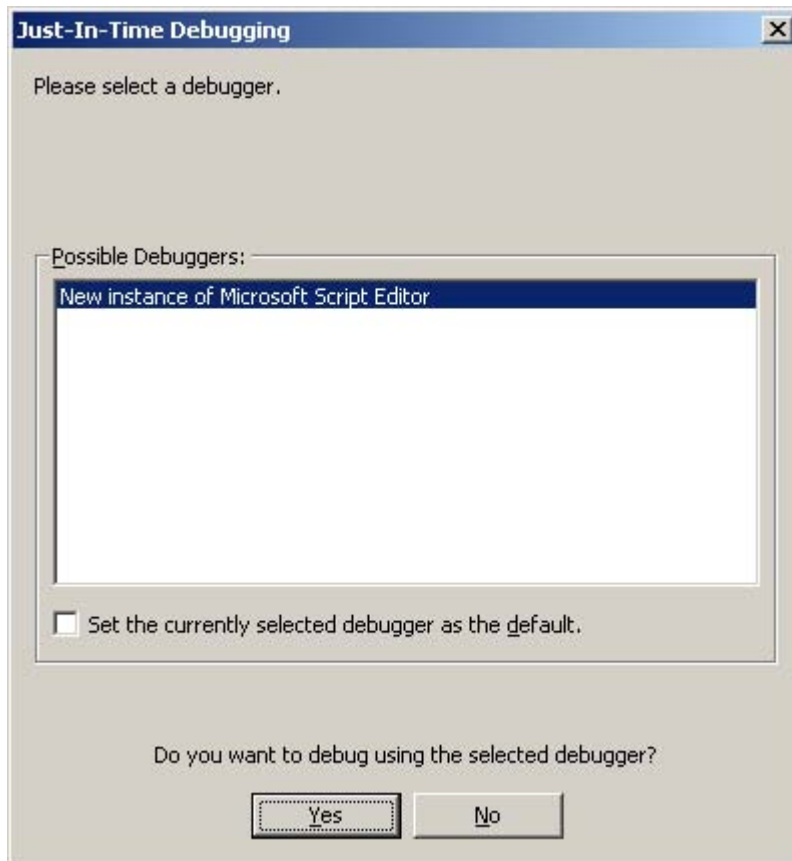 Just-In-Time Debugging
Please select a debugger.
Possible Debuggers:
New instance of Microsoft Script Editor
Set the currently selected debugger as the default.
Do you want to debug using the selected debugger?
Yes No